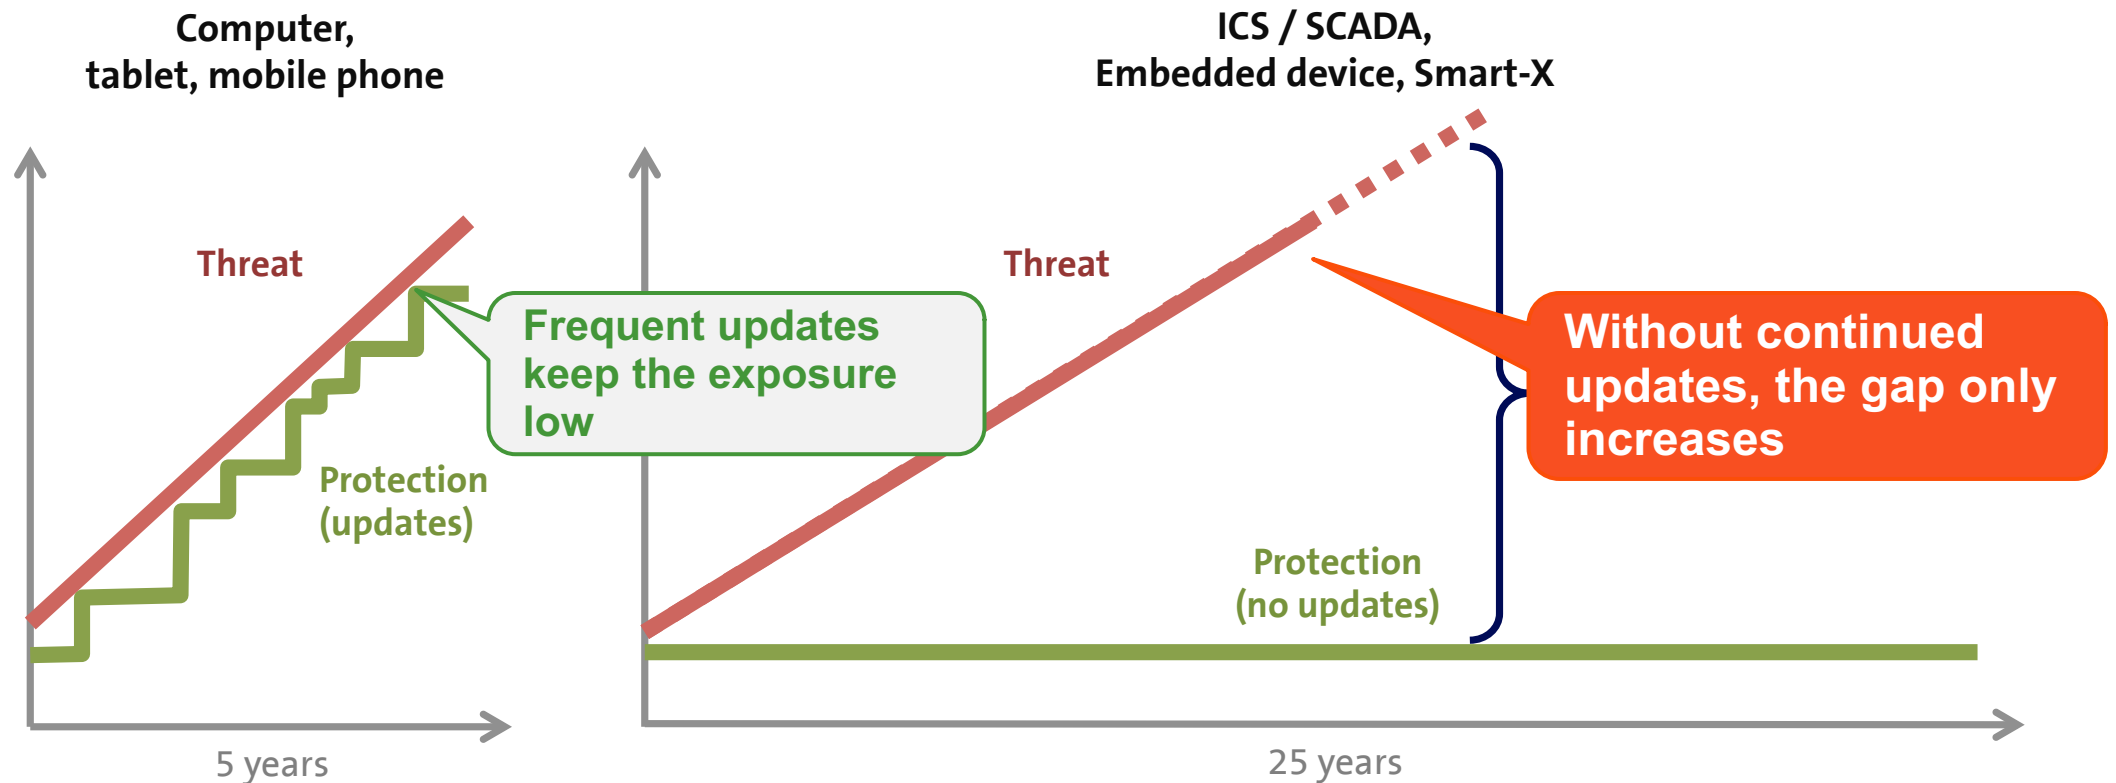 Computer,
tablet, mobile phone
Threat
Frequent updates
keep the exposure
low
Protection
(updates)
5 years
ICS / SCADA,
Embedded device, Smart-X
Threat
Without continued
updates, the gap only
increases
Protection
(no updates)
25 years